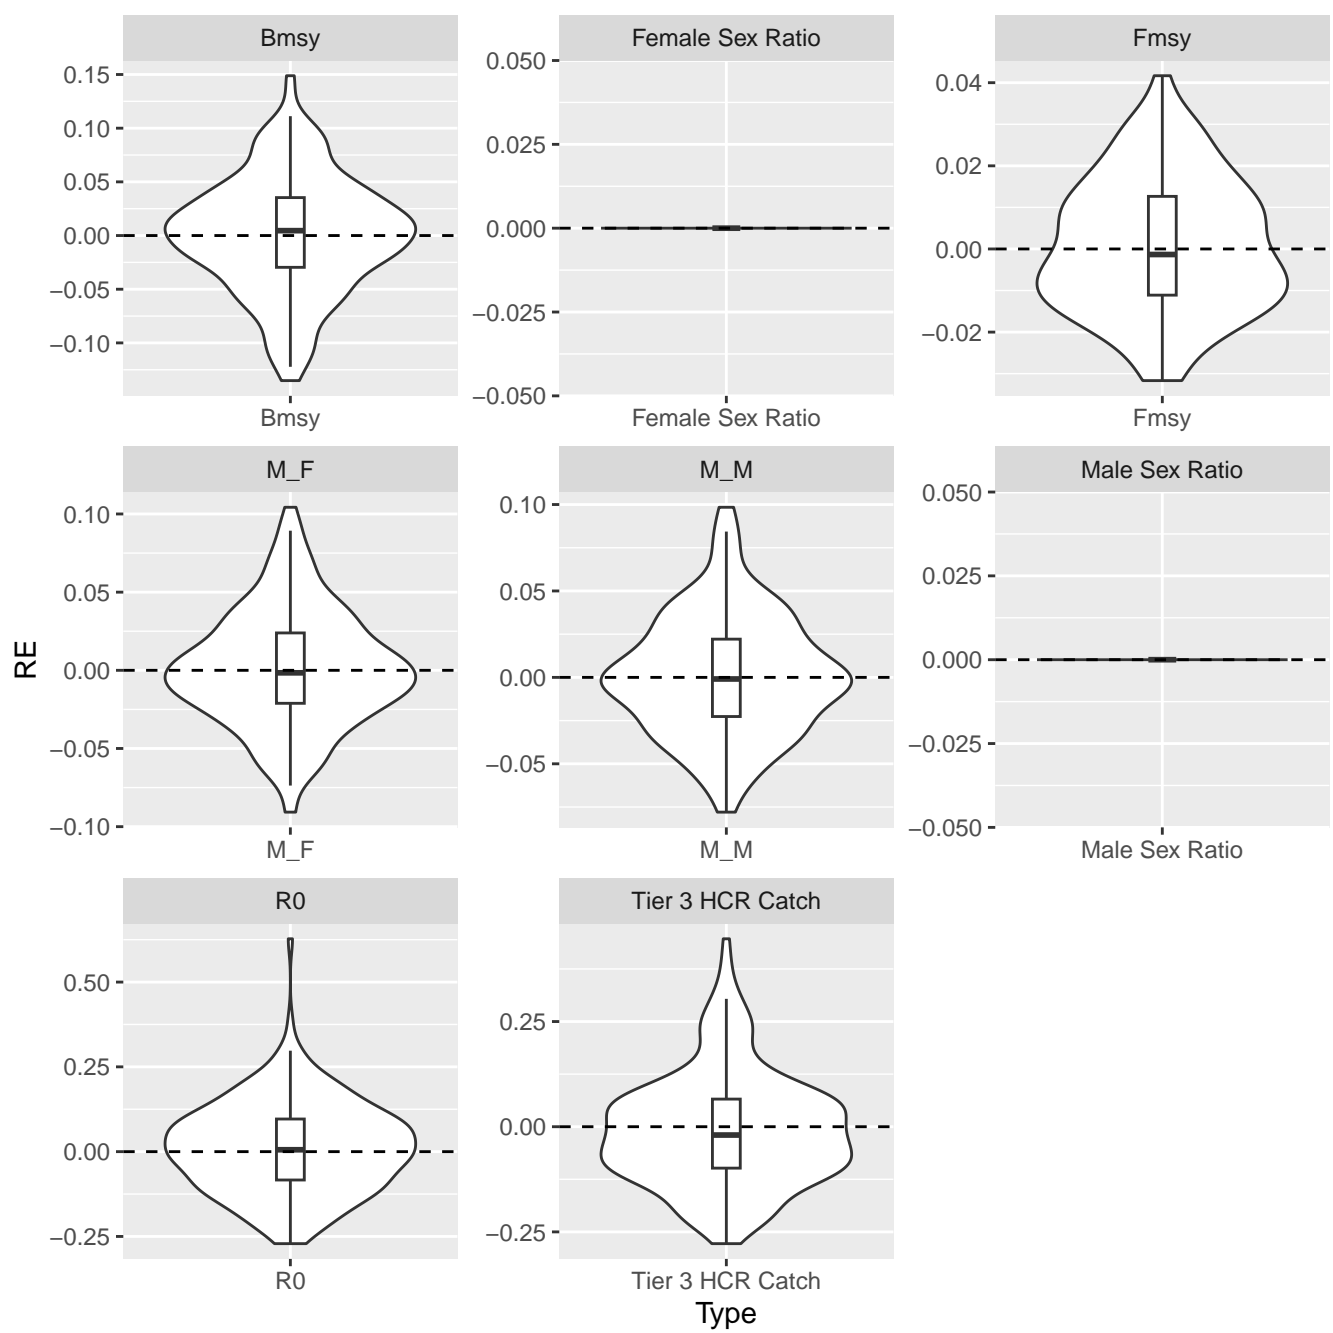 Bmsy
Female Sex Ratio
Fmsy
0.15
0.10
0.05
0.00
−0.05
−0.10
0.050
0.025
0.000
−0.025
−0.050
0.04
0.02
0.00
−0.02
Bmsy
Female Sex Ratio
Fmsy
M_F
M_M
Male Sex Ratio
0.10
0.05
0.00
−0.05
−0.10
0.10
0.05
0.00
−0.05
0.050
0.025
0.000
−0.025
−0.050
M_F
M_M
Male Sex Ratio
RE
R0
Tier 3 HCR Catch
0.50
0.25
0.00
−0.25
0.25
0.00
−0.25
R0
Tier 3 HCR Catch
Type